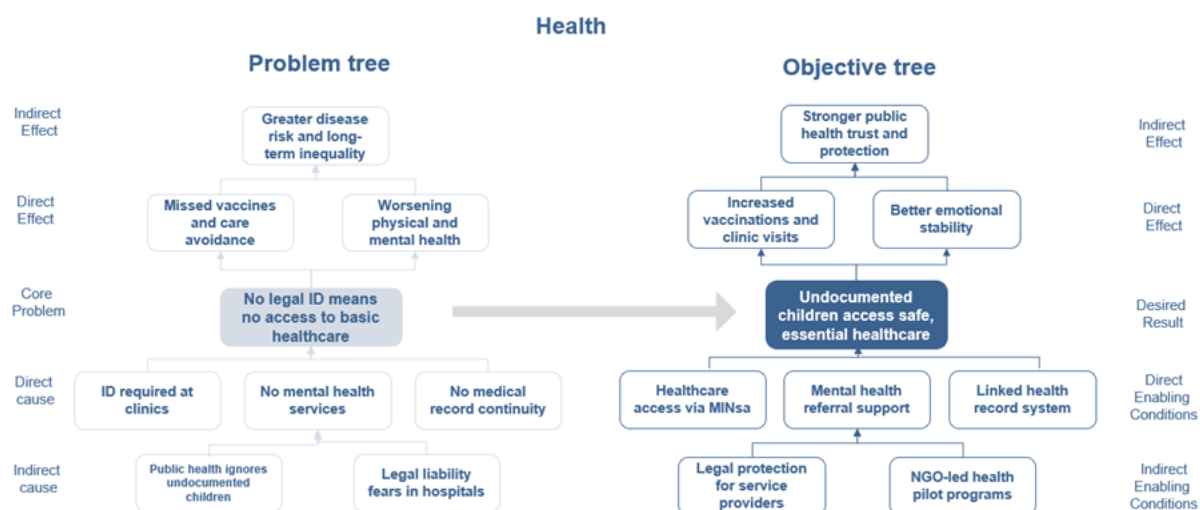 Health
Problem tree
Objective tree
Indirect
Effect
Greater disease
risk and long-
term inequality
Stronger public
health trust and
protection
Indirect
Effect
Direct
Effect
Missed vaccines
and care
avoidance
Worsening
physical and
mental health
Increased
vaccinations and
clinic visits
Better emotional
stability
Direct
Effect
Core
Problem
No legal ID means
no access to basic
healthcare
Undocumented
children access safe,
essential healthcare
Desired
Result
Direct
cause
ID required at
clinics
No mental health
services
No medical
record continuity
Healthcare
access via MINsa
Mental health
referral support
Linked health
record system
Direct
Enabling
Conditions
Indirect
cause
Public health ignores
undocumented
children
Legal liability
fears in hospitals
Legal protection
for service
providers
NGO-led health
pilot programs
Indirect
Enabling
Conditions